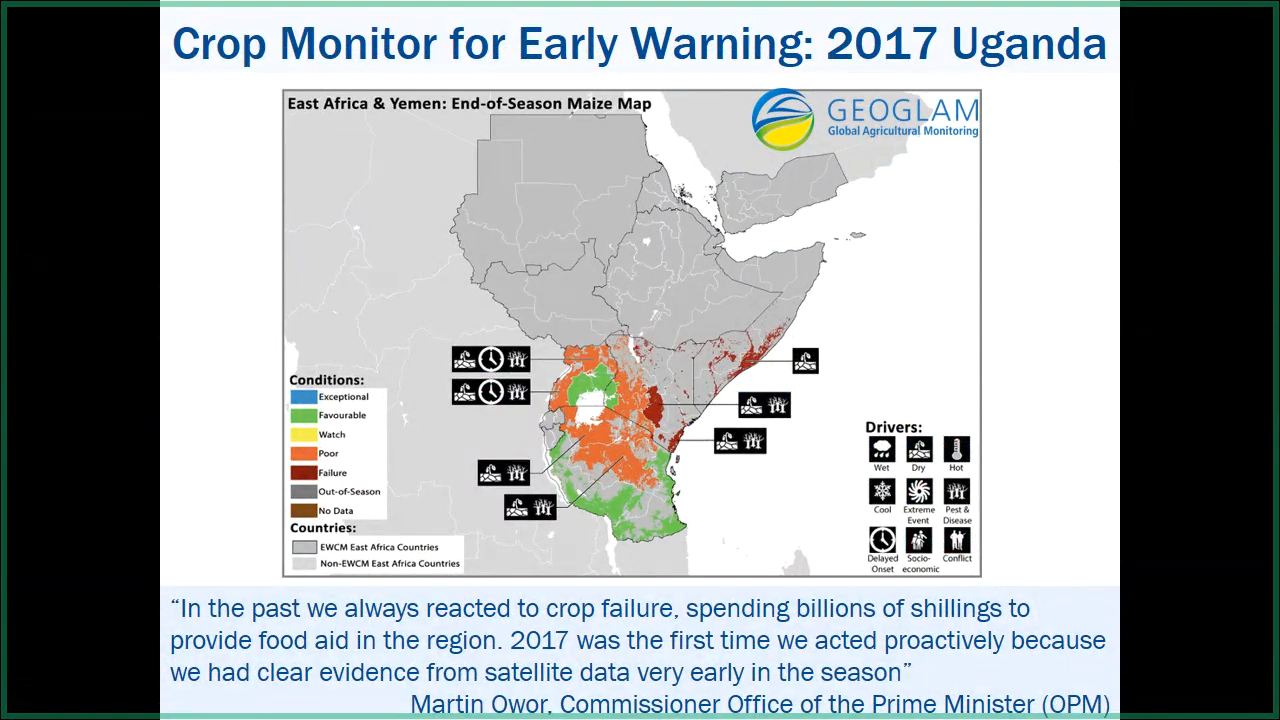 Crop Monitor for Early Warning: 2017 Uganda
East Africa & Yemen: End-of-Season Maize Map
GEOGLAM
Global Agricultural Monitoring
Conditions:
Exceptional
Favourable
Watch
Poor
Failure
Out-of-Season
No Data
Countries:
EWCM East Africa Countries
Non-EWCM East Africa Countries
Drivers:
Wet
Dry
Hot
Cool
Extreme
Event
Pest &
Disease
Delayed
Onset
Socio-
economic
Conflict
“In the past we always reacted to crop failure, spending billions of shillings to
provide food aid in the region. 2017 was the first time we acted proactively because
we had clear evidence from satellite data very early in the season”
Martin Owor, Commissioner Office of the Prime Minister (OPM)